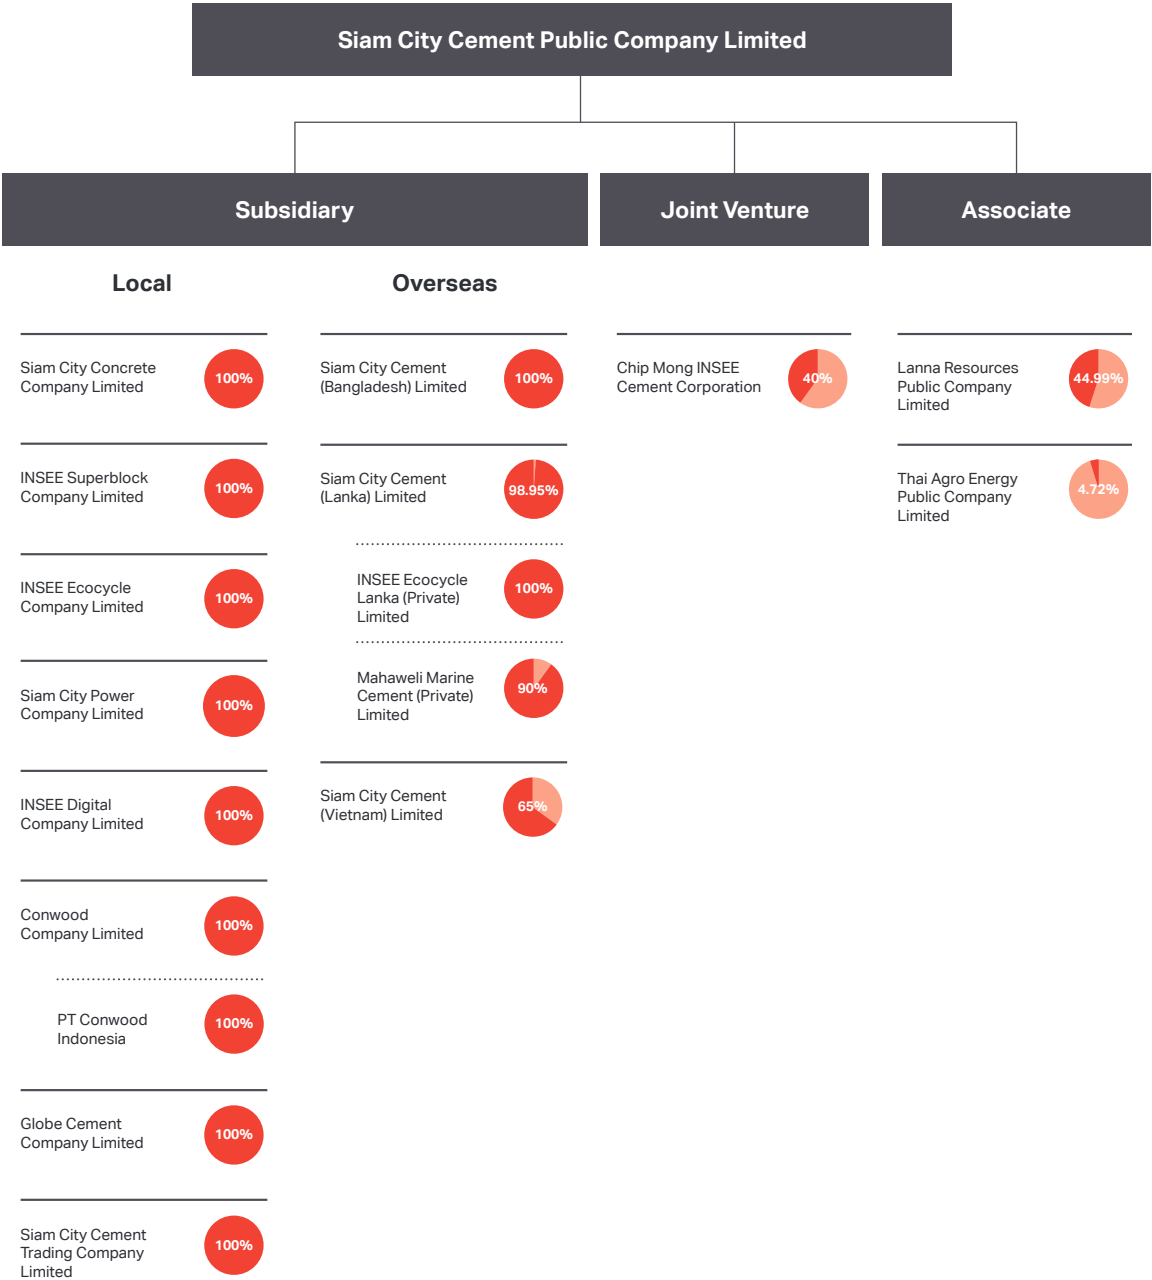 Siam City Cement Public Company Limited
Subsidiary
Joint Venture
Associate
Local
Overseas
Siam City Concrete
Company Limited
100%
INSEE Superblock
Company Limited
100%
INSEE Ecocycle
Company Limited
100%
Siam City Power
Company Limited
100%
INSEE Digital
Company Limited
100%
Conwood
Company Limited
100%
PT Conwood
Indonesia
100%
Globe Cement
Company Limited
100%
Siam City Cement
Trading Company
Limited
100%
Siam City Cement
(Bangladesh) Limited
100%
Siam City Cement
(Lanka) Limited
98.95%
INSEE Ecocycle
Lanka (Private)
Limited
100%
Mahaweli Marine
Cement (Private)
Limited
90%
Siam City Cement
(Vietnam) Limited
65%
Chip Mong INSEE
Cement Corporation
40%
Lanna Resources
Public Company
Limited
44.99%
Thai Agro Energy
Public Company
Limited
4.72%